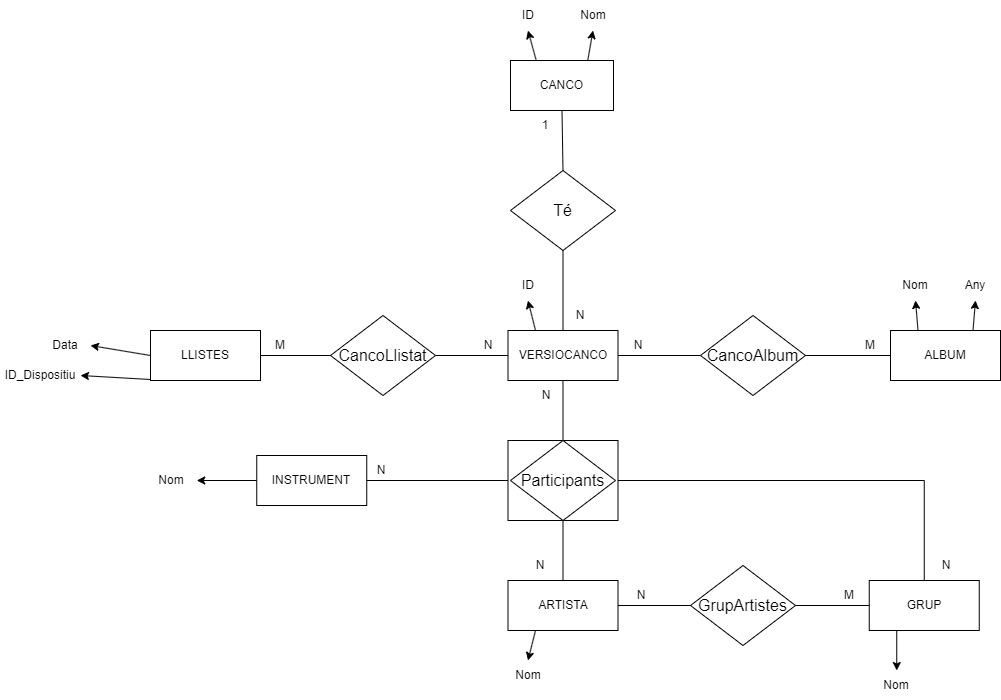 ID
Nom
CANCO
1
Té
ID
N
Nom
Any
Data
LLISTES
M
CancoLlistat
N
VERSIOCANCO
N
CancoAlbum
M
ALBUM
ID_Dispositiu
N
Nom
INSTRUMENT
N
Participants
N
N
ARTISTA
N
GrupArtistes
M
GRUP
Nom
Nom